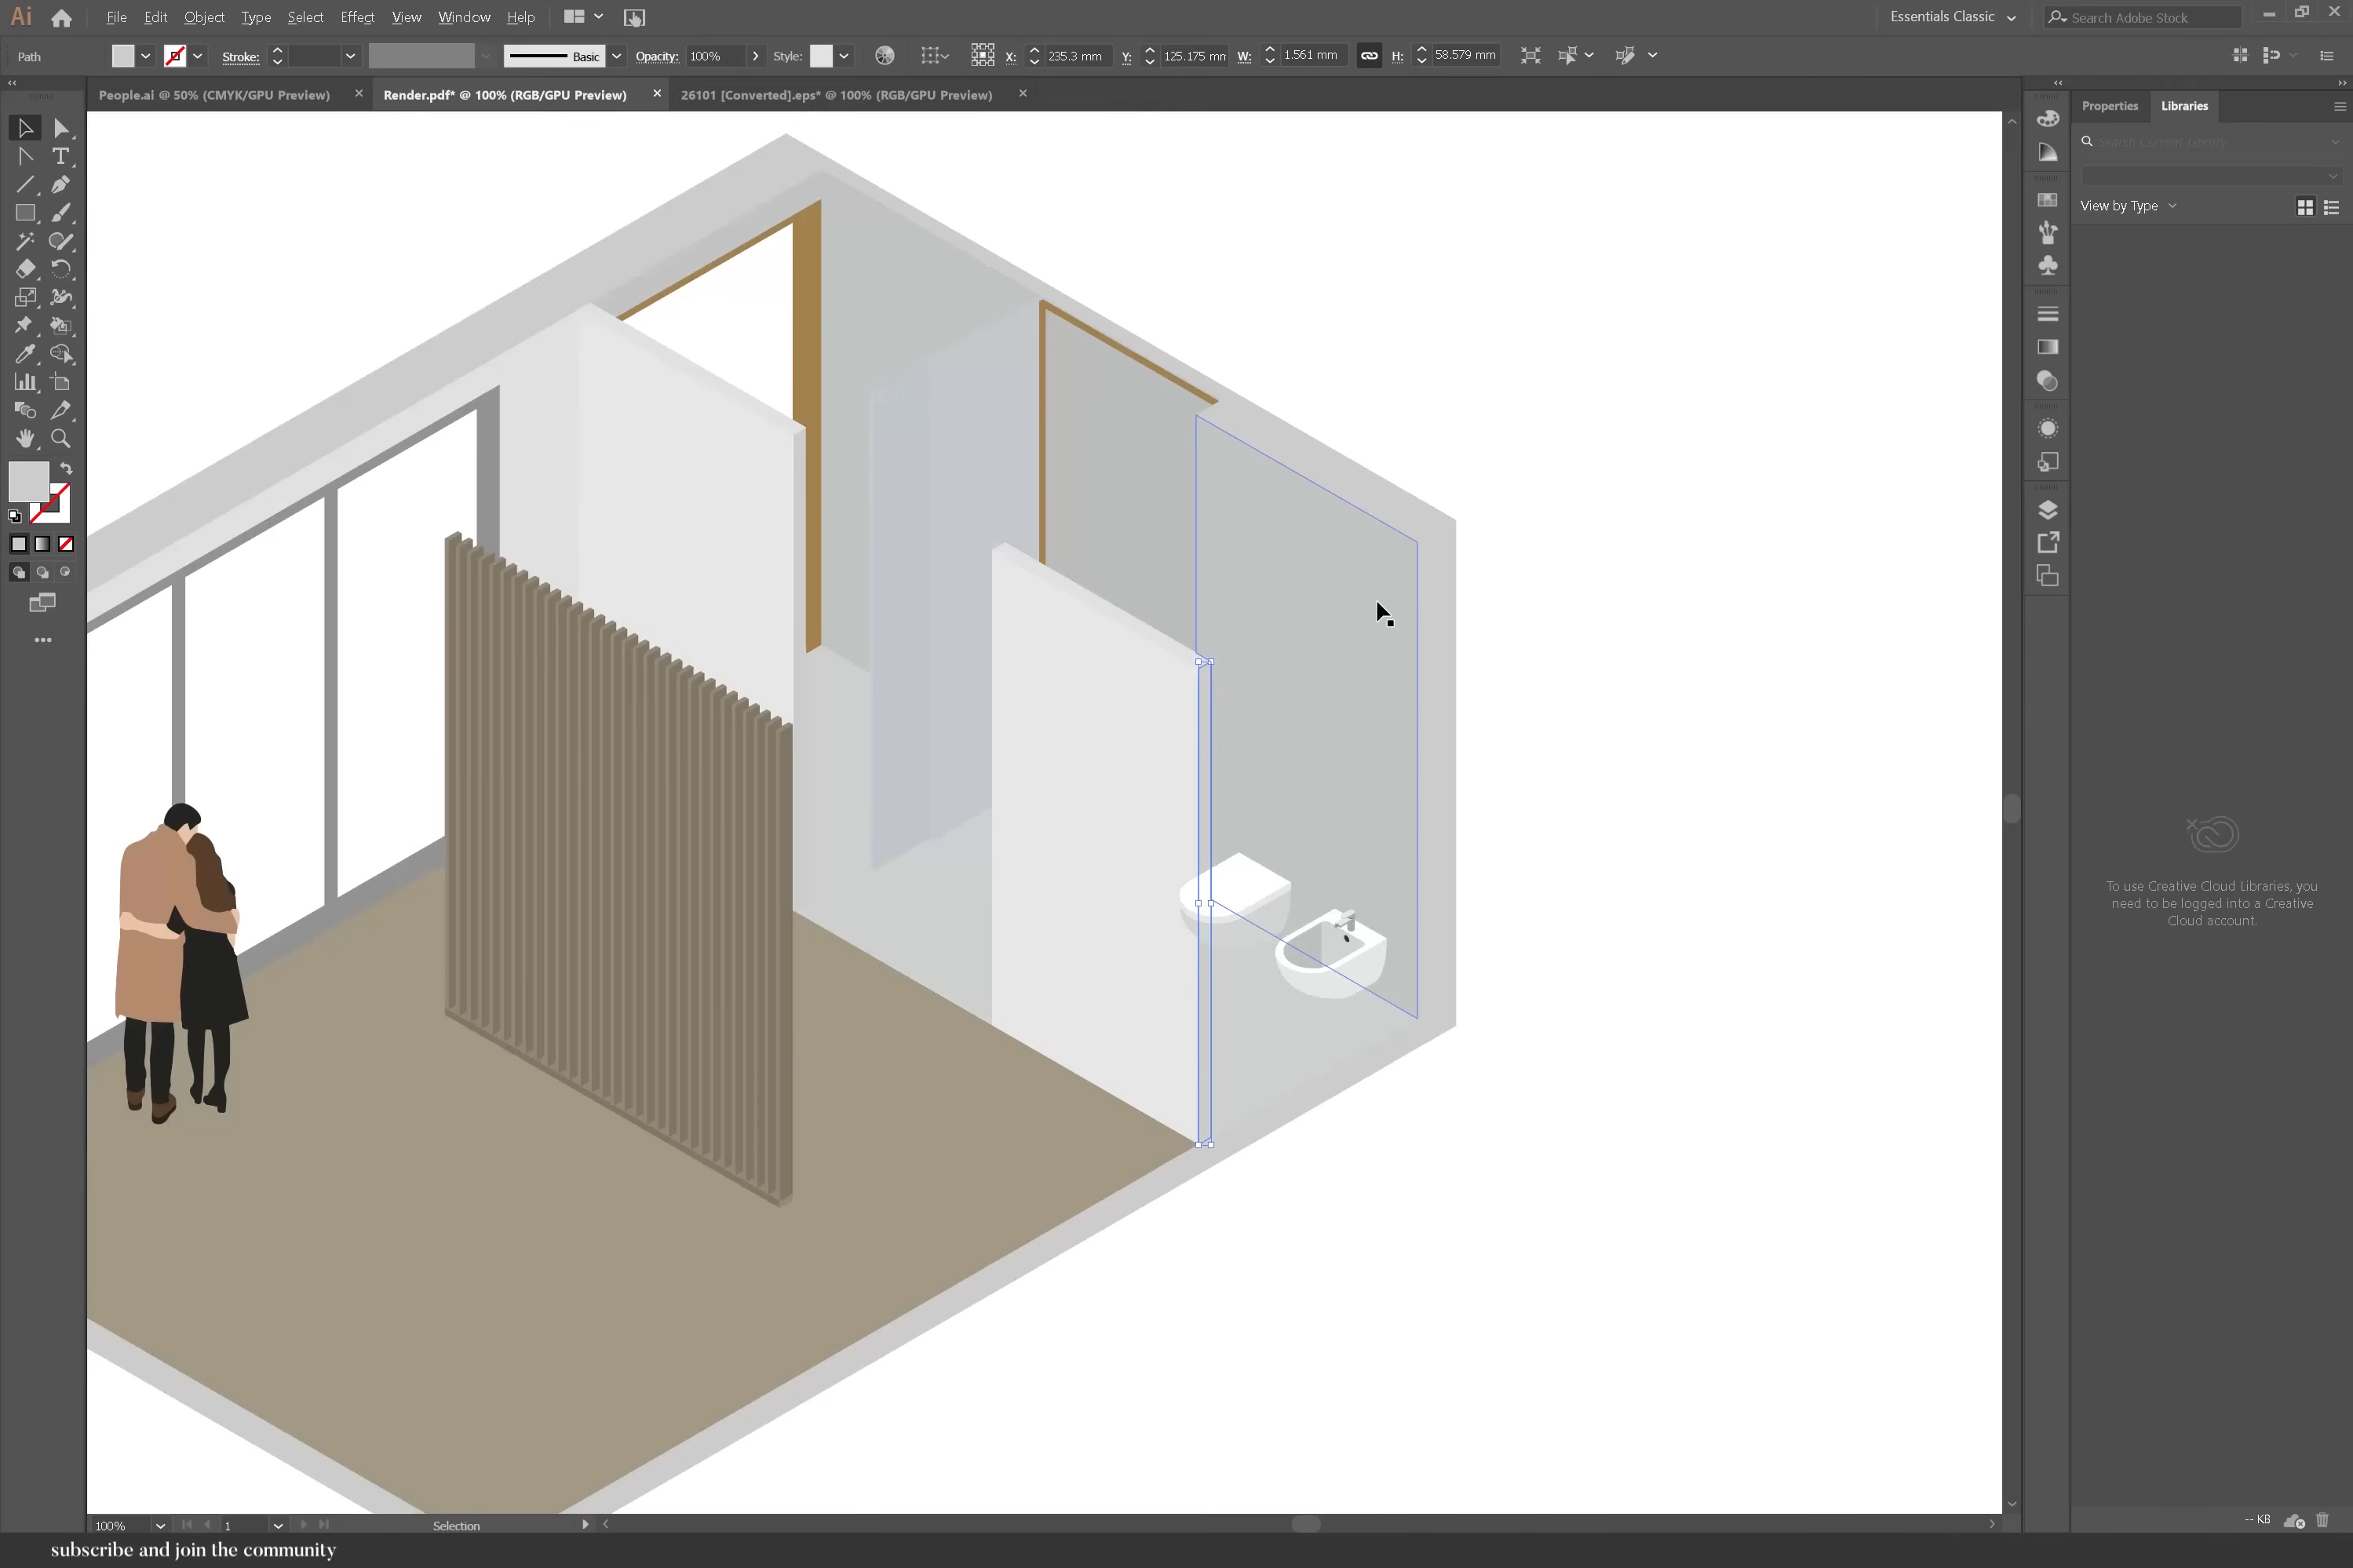 Ai File Edit Object Type Select Effect View Window Help Essentials Classic Search Adobe Stock
Path Stroke: Basic Opacity: 100% Style: X: 235.3 mm Y: 125.175 mm W: 1.561 mm H: 58.579 mm
People.ai @ 50% (CMYK/GPU Preview) Render.pdf* @ 100% (RGB/GPU Preview) 26101 [Converted].eps* @ 100% (RGB/GPU Preview)
Properties Libraries
Search Current Library
View by Type
To use Creative Cloud Libraries, you
need to be logged into a Creative
Cloud account.
100% 1 Selection
-- KB
subscribe and join the community